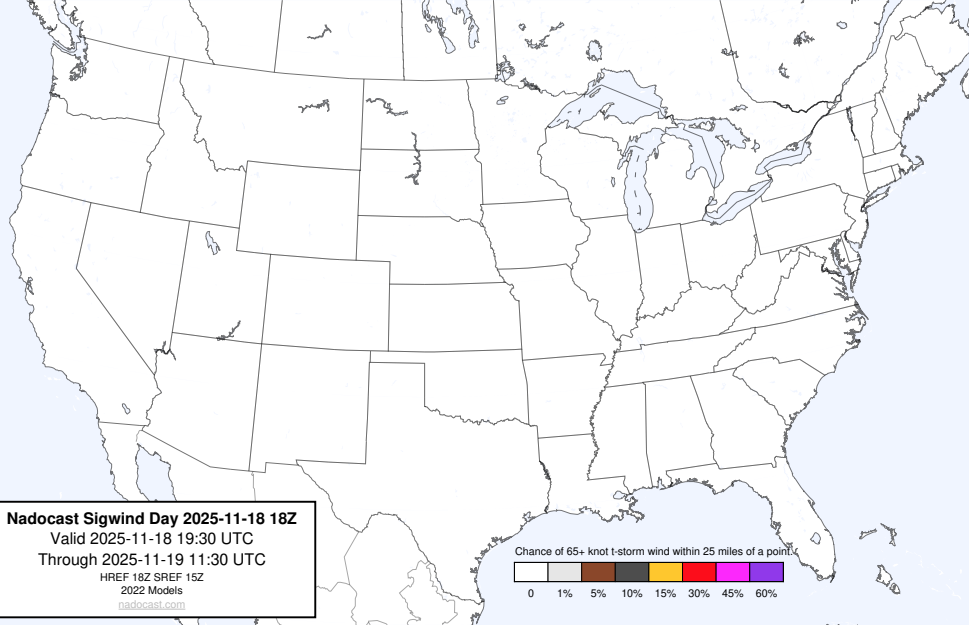 Nadocast Sigwind Day 2025-11-18 18Z
Valid 2025-11-18 19:30 UTC
Through 2025-11-19 11:30 UTC
HREF 18Z SREF 15Z
2022 Models
nadocast.com
Chance of 65+ knot t-storm wind within 25 miles of a point.
0 1% 5% 10% 15% 30% 45% 60%